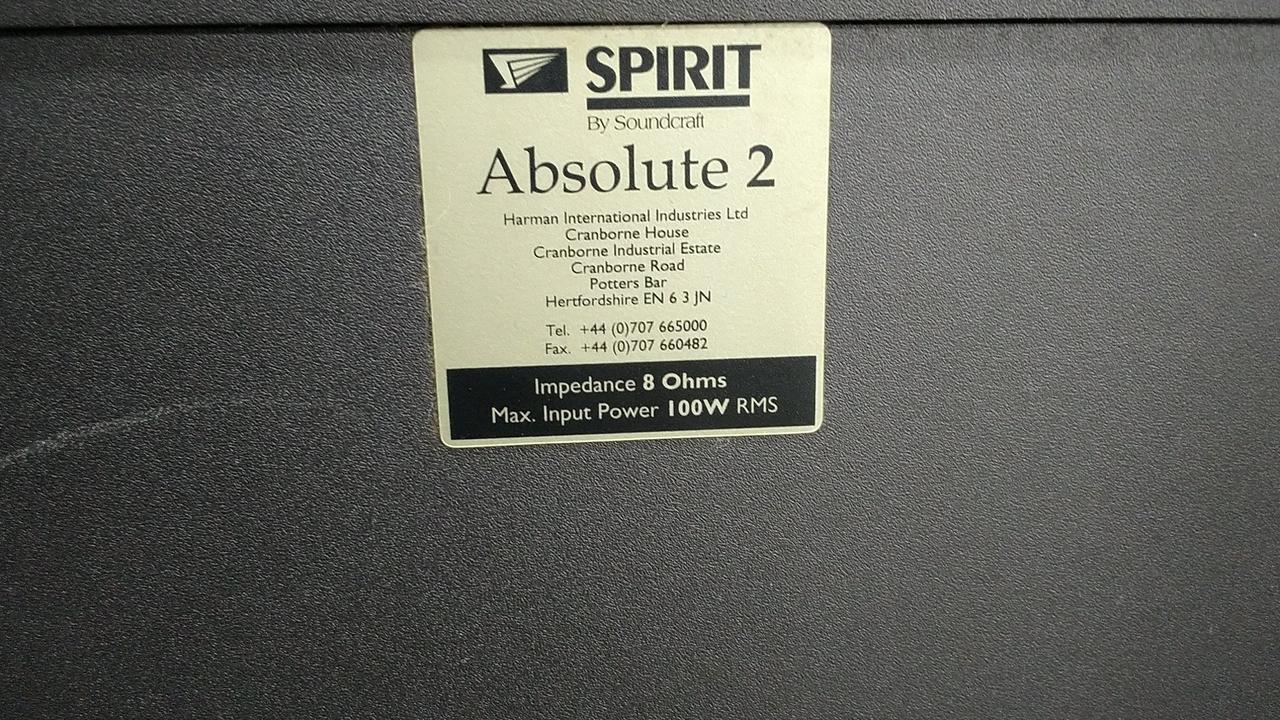 SPIRIT
By Soundcraft
Absolute 2
Harman International Industries Ltd
Cranborne House
Cranborne Industrial Estate
Cranborne Road
Potters Bar
Hertfordshire EN 6 3 JN
Tel. +44 (0)707 665000
Fax. +44 (0)707 660482
Impedance 8 Ohms
Max. Input Power 100W RMS